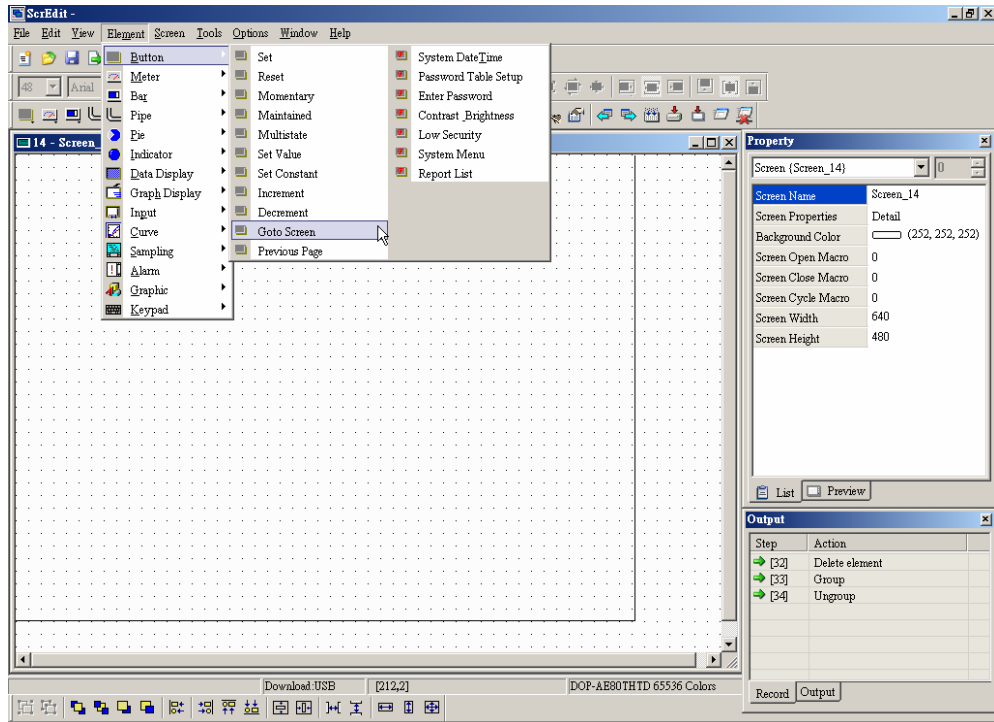 ScrEdit -
File Edit View Element Screen Tools Options Window Help
48 Arial
Button
Meter
Bar
Pipe
Pie
Indicator
Data Display
Graph Display
Input
Curve
Sampling
Alarm
Graphic
Keypad
Set
Reset
Momentary
Maintained
Multistate
Set Value
Set Constant
Increment
Decrement
Goto Screen
Previous Page
System DateTime
Password Table Setup
Enter Password
Contrast_Brightness
Low Security
System Menu
Report List
14 - Screen_
Property
Screen {Screen_14} 0
Screen Name Screen_14
Screen Properties Detail
Background Color (252, 252, 252)
Screen Open Macro 0
Screen Close Macro 0
Screen Cycle Macro 0
Screen Width 640
Screen Height 480
List Preview
Output
Step Action
[32] Delete element
[33] Group
[34] Ungroup
Record Output
Download:USB [212,2] DOP-AE80THTD 65536 Colors